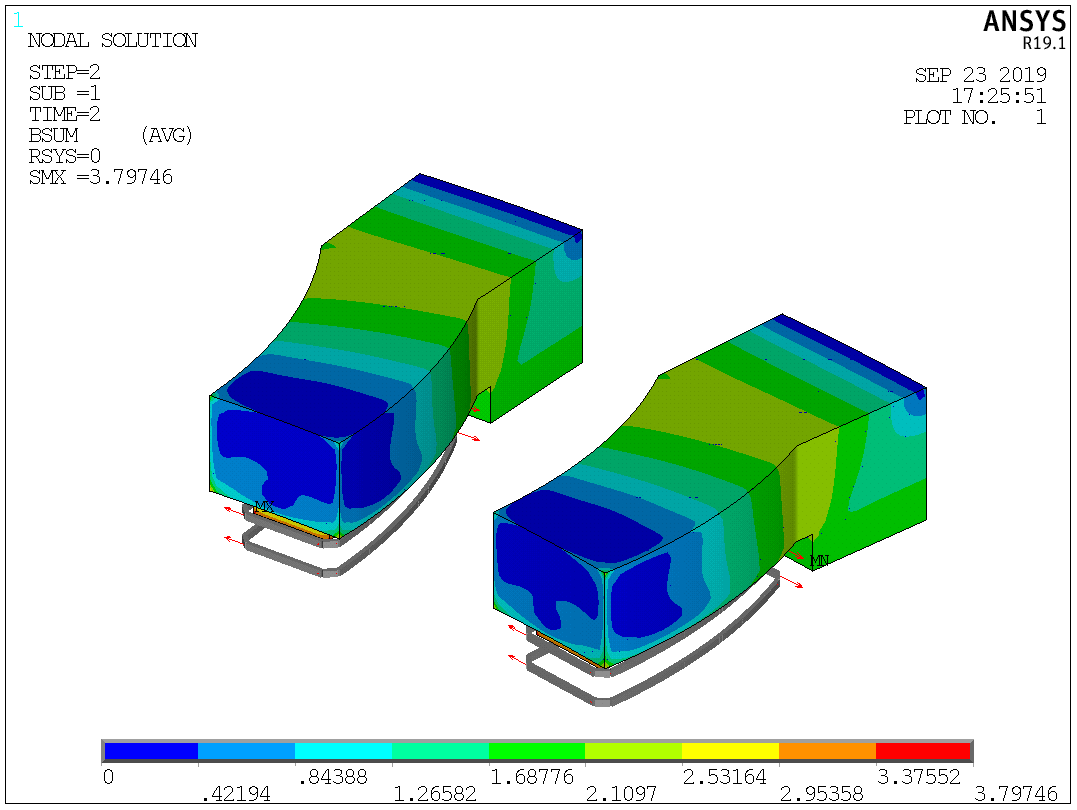 1
ANSYS
R19.1
NODAL SOLUTION
STEP=2
SUB =1
TIME=2
BSUM (AVG)
RSYS=0
SMX =3.79746
SEP 23 2019
17:25:51
PLOT NO. 1
MX
MN
0
.42194
.84388
1.26582
1.68776
2.1097
2.53164
2.95358
3.37552
3.79746